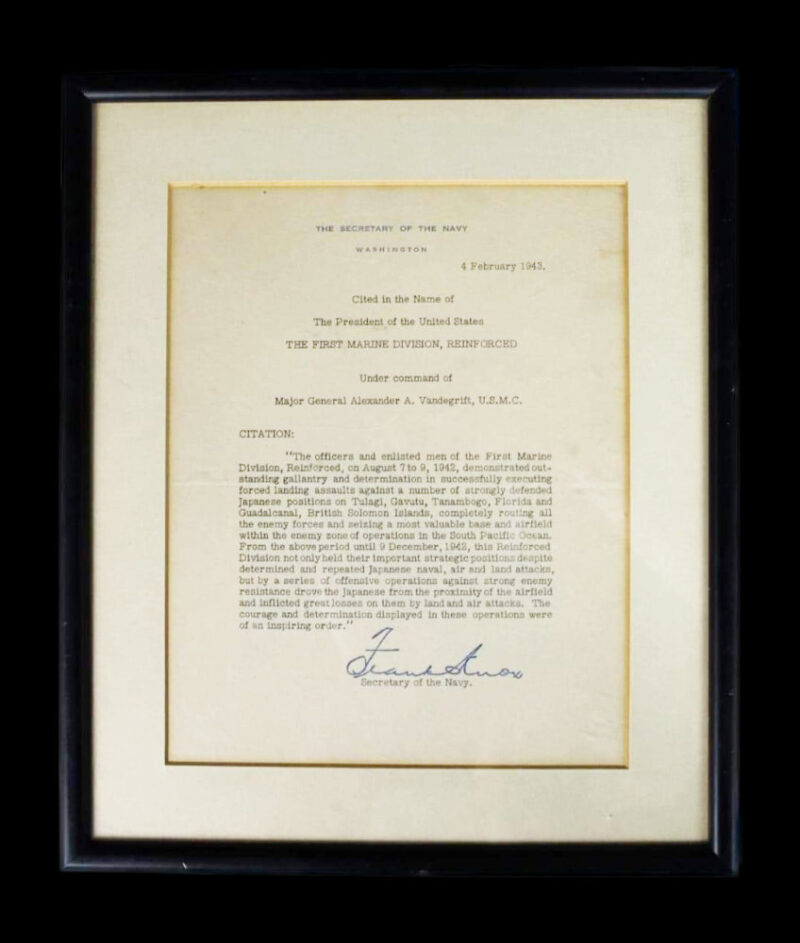 THE SECRETARY OF THE NAVY
WASHINGTON
4 February 1943.
Cited in the Name of
The President of the United States
THE FIRST MARINE DIVISION, REINFORCED
Under command of
Major General Alexander A. Vandegrift, U.S.M.C.
CITATION:
"The officers and enlisted men of the First Marine
Division, Reinforced, on August 7 to 9, 1942, demonstrated out-
standing gallantry and determination in successfully executing
forced landing assaults against a number of strongly defended
Japanese positions on Tulagi, Gavutu, Tanambogo, Florida and
Guadalcanal, British Solomon Islands, completely routing all
the enemy forces and seizing a most valuable base and airfield
within the enemy zone of operations in the South Pacific Ocean.
From the above period until 9 December, 1942, this Reinforced
Division not only held their important strategic positions despite
determined and repeated Japanese naval, air and land attacks,
but by a series of offensive operations against strong enemy
resistance drove the Japanese from the proximity of the airfield
and inflicted great losses on them by land and air attacks. The
courage and determination displayed in these operations were
of an inspiring order."
Frank Knox
Secretary of the Navy.